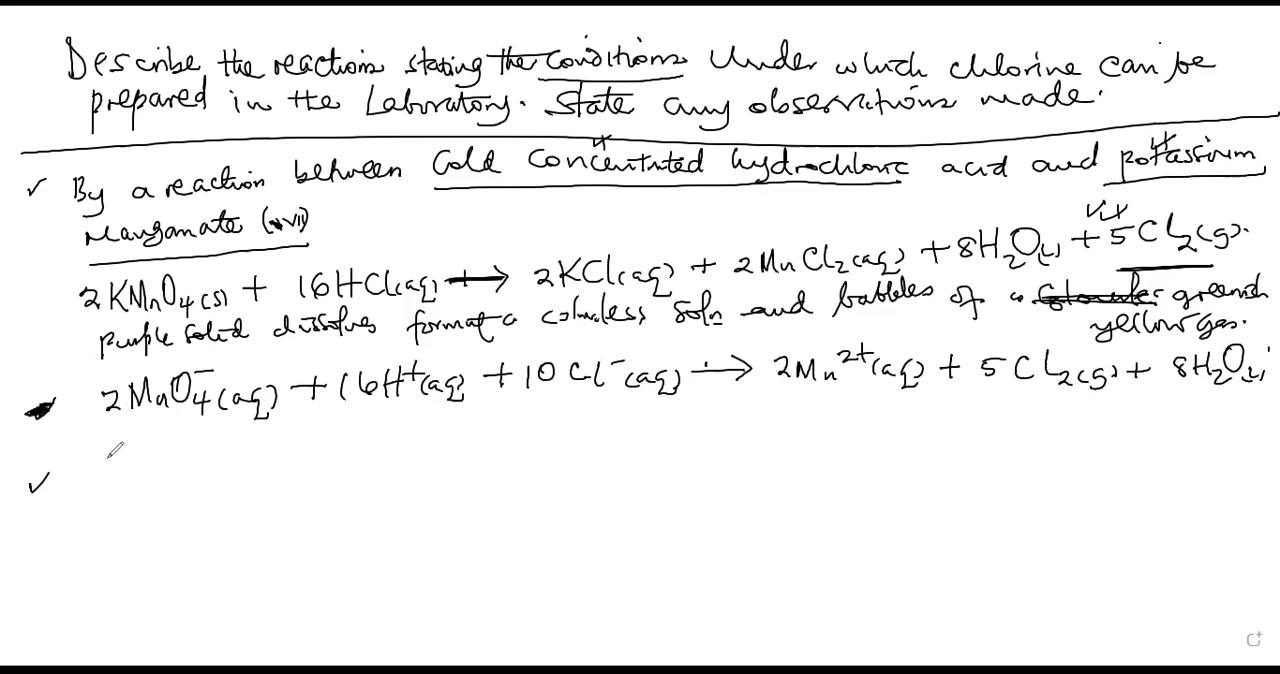 Describe the reactions stating the conditions under which chlorine can be
prepared in the Laboratory. State any observations made.
✓ By a reaction between Cold Concentrated hydrochloric acid and potassium
Manganate (VII)
2KMnO₄(s) + 16HCl(aq) → 2KCl(aq) + 2MnCl₂(aq) + 8H₂O(l) + 5Cl₂(g).
purple solid dissolves format a colourless soln and bubbles of a greenish
yellow gas.
2MnO₄⁻(aq) + 16H⁺(aq) + 10Cl⁻(aq) → 2Mn²⁺(aq) + 5Cl₂(g) + 8H₂O(l)
✓